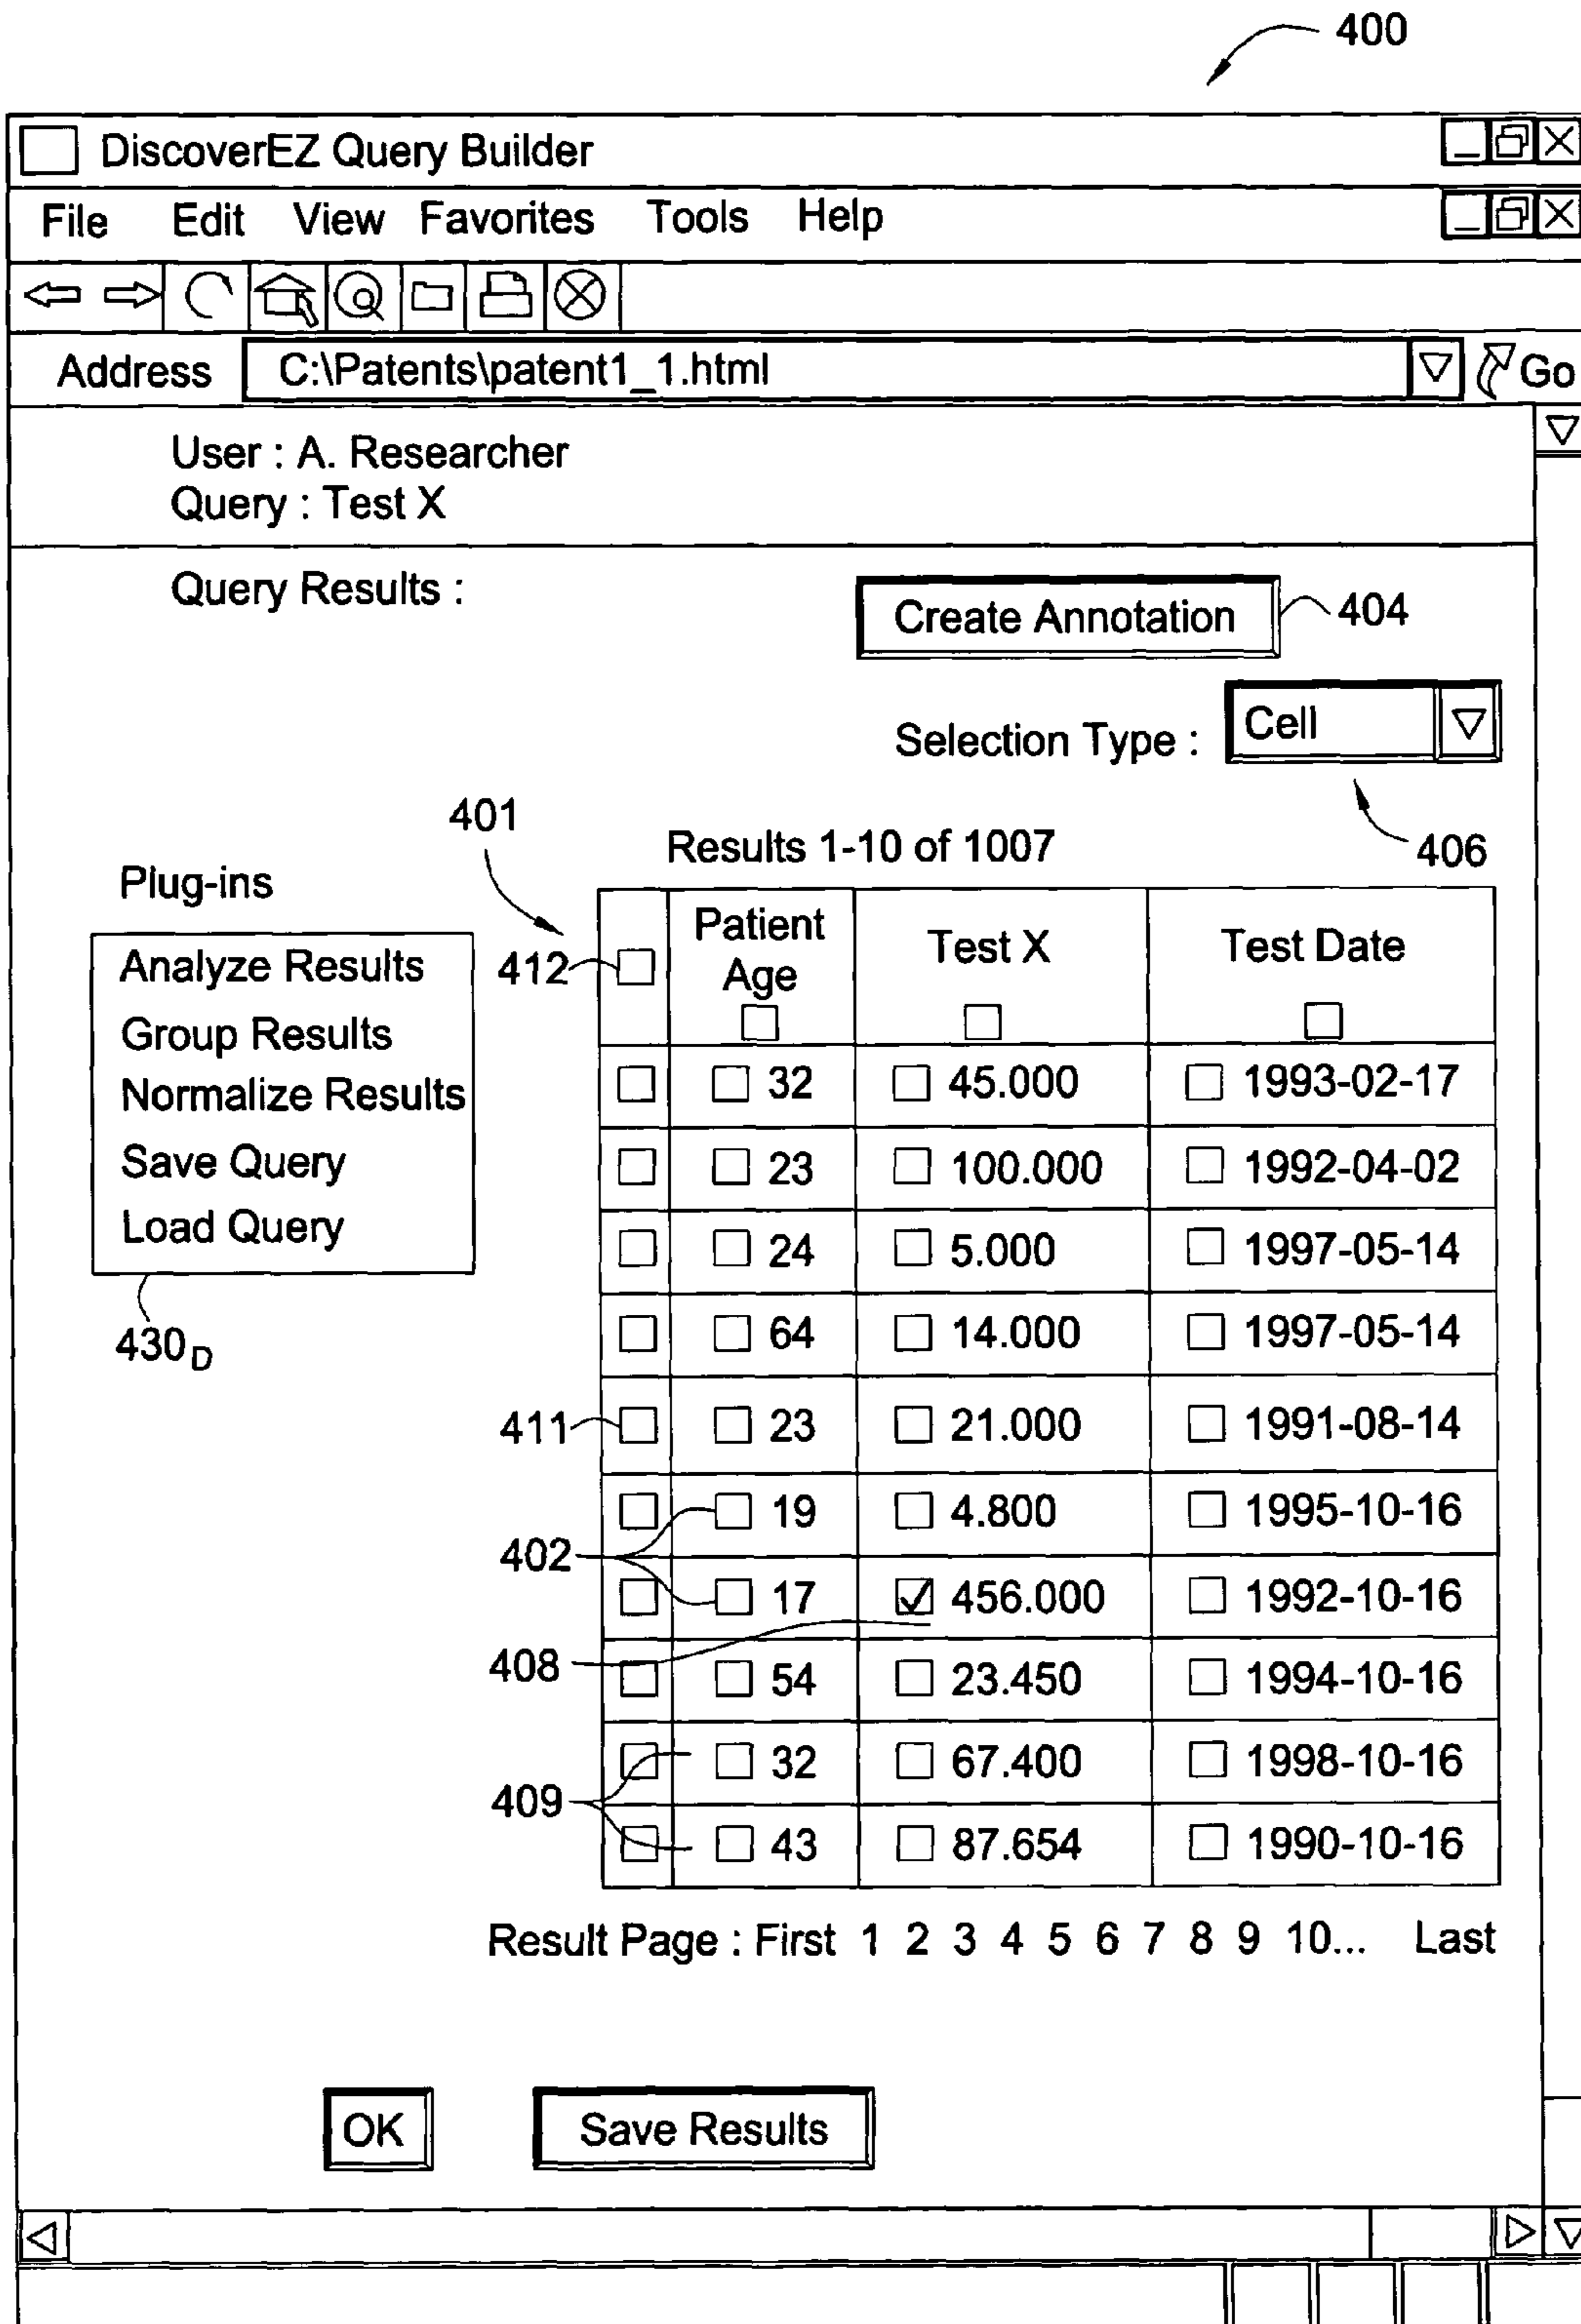 400
DiscoverEZ Query Builder
File Edit View Favorites Tools Help
Address C:\Patents\patent1_1.html Go
User : A. Researcher
Query : Test X
Query Results :
Create Annotation 404
Selection Type : Cell
406
401
Results 1-10 of 1007
Plug-ins
Analyze Results
Group Results
Normalize Results
Save Query
Load Query
430D
412 Patient Age Test X Test Date
32 45.000 1993-02-17
23 100.000 1992-04-02
24 5.000 1997-05-14
64 14.000 1997-05-14
411 23 21.000 1991-08-14
19 4.800 1995-10-16
402
17 456.000 1992-10-16
408 54 23.450 1994-10-16
32 67.400 1998-10-16
409
43 87.654 1990-10-16
Result Page : First 1 2 3 4 5 6 7 8 9 10... Last
OK Save Results